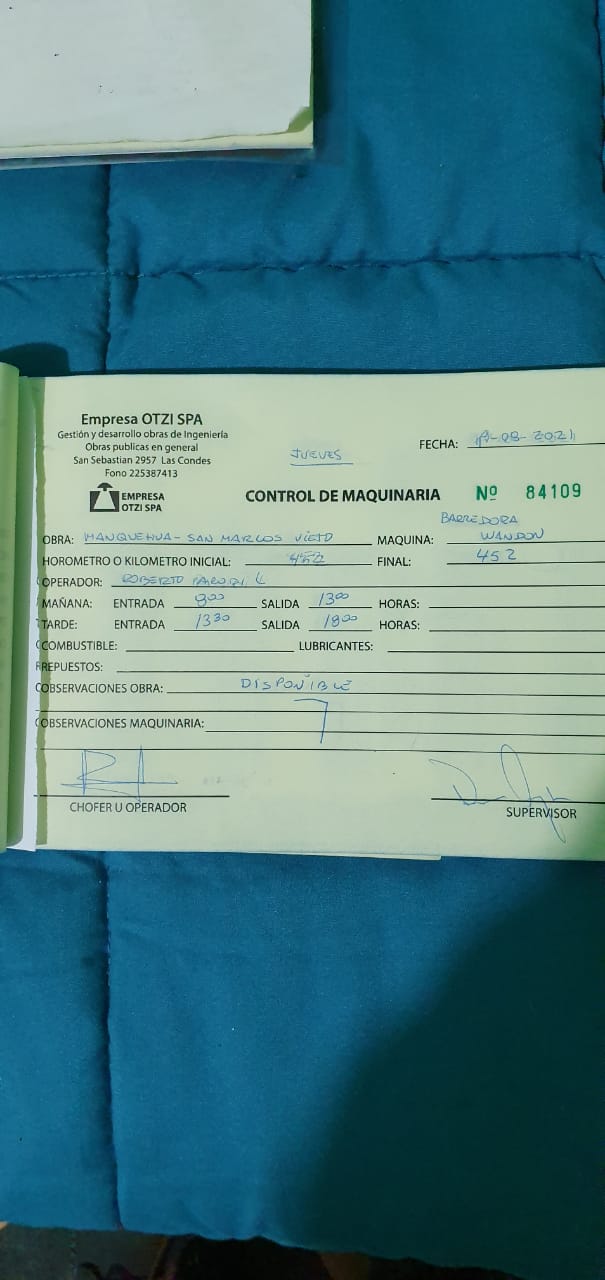 Empresa OTZI SPA
Gestión y desarrollo obras de Ingeniería
Obras publicas en general
San Sebastian 2957 Las Condes
Fono 225387413
EMPRESA
OTZI SPA
JUEVES
FECHA: -08-2021
CONTROL DE MAQUINARIA Nº 84109
BARREDORA
OBRA: MANQUEHUA - SAN MARCOS VIEJO MAQUINA: WANDON
HOROMETRO O KILOMETRO INICIAL: 452 FINAL: 452
OPERADOR: ROBERTO
MAÑANA: ENTRADA 800 SALIDA 1300 HORAS:
TARDE: ENTRADA 1330 SALIDA 1800 HORAS:
COMBUSTIBLE: LUBRICANTES:
REPUESTOS:
OBSERVACIONES OBRA: DISPONIBLE
OBSERVACIONES MAQUINARIA:
CHOFER U OPERADOR
SUPERVISOR